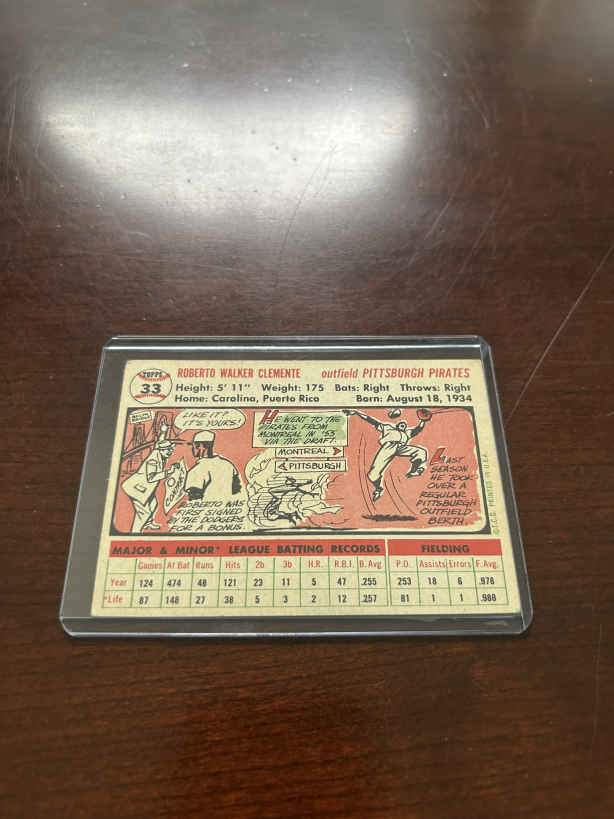 TOPPS
33
ROBERTO WALKER CLEMENTE outfield PITTSBURGH PIRATES
Height: 5' 11" Weight: 175 Bats: Right Throws: Right
Home: Carolina, Puerto Rico Born: August 18, 1934
LIKE IT?
IT'S YOURS!
CONTRACT
ROBERTO WAS
FIRST SIGNED
BY THE DODGERS
FOR A BONUS.
HE WENT TO THE
PIRATES FROM
MONTREAL IN '53
VIA THE DRAFT.
MONTREAL
PITTSBURGH
LAST
SEASON
HE TOOK
OVER A
REGULAR
PITTSBURGH
OUTFIELD
BERTH.
©T.C.G. PRINTED IN U.S.A.
MAJOR & MINOR* LEAGUE BATTING RECORDS FIELDING
Games At Bat Runs Hits 2b 3b H.R. R.B.I. B. Avg P.O. Assists Errors F. Avg.
Year 124 474 48 121 23 11 5 47 .255 253 18 6 .978
*Life 87 148 27 38 5 3 2 12 .257 81 1 1 .988